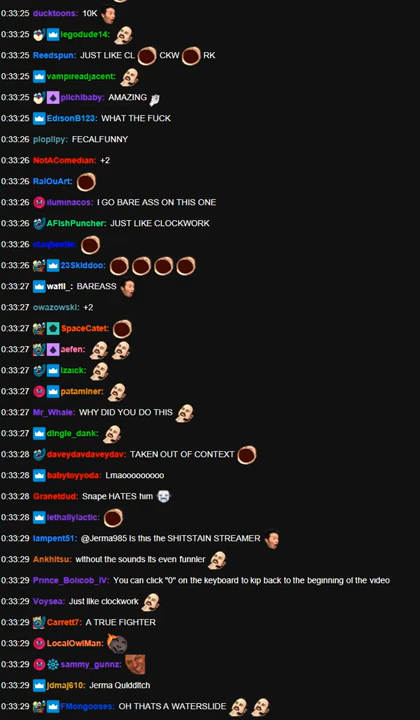 0:33:25 ducktoons: 10K
0:33:25 legodude14:
0:33:25 Reedspun: JUST LIKE CL CKW RK
0:33:25 vampireadjacent:
0:33:25 pilchibaby: AMAZING
0:33:25 EdisonB123: WHAT THE FUCK
0:33:26 plopilpy: FECALFUNNY
0:33:26 NotAComedian: +2
0:33:26 RalOuArt:
0:33:26 iluminacos: I GO BARE ASS ON THIS ONE
0:33:26 AFishPuncher: JUST LIKE CLOCKWORK
0:33:26
0:33:26 23Skiddoo:
0:33:27 watli_: BAREASS
0:33:27 owazowski: +2
0:33:27 SpaceCatet:
0:33:27 aefen:
0:33:27 izaick:
0:33:27 pataminer:
0:33:27 Mr_Whale: WHY DID YOU DO THIS
0:33:27 dingle_dank:
0:33:28 daveydavdaveydav: TAKEN OUT OF CONTEXT
0:33:28 babytoyyoda: Lmaooooooooo
0:33:28 Granetdud: Snape HATES him
0:33:28 lethallylactic:
0:33:29 lampent51: @Jerma985 Is this the SHITSTAIN STREAMER
0:33:29 Ankhitsu: without the sounds its even funnier
0:33:29 Prince_Bolicob_IV: You can click "0" on the keyboard to kip back to the beginning of the video
0:33:29 Voysea: Just like clockwork
0:33:29 Carrett7: A TRUE FIGHTER
0:33:29 LocalOwlMan:
0:33:29 sammy_gunnz:
0:33:29 jdmaj610: Jerma Quidditch
0:33:29 FMongooses: OH THATS A WATERSLIDE